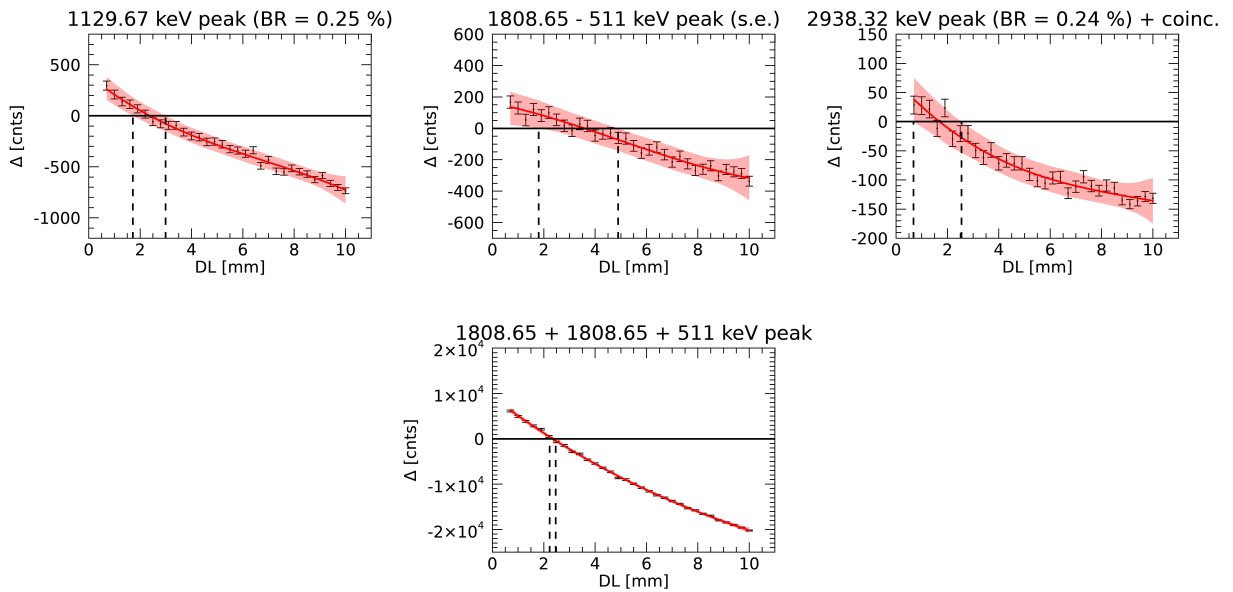 1129.67 keV peak (BR = 0.25 %)
500
0
-500
-1000
Δ [cnts]
0 2 4 6 8 10
DL [mm]
1808.65 - 511 keV peak (s.e.)
600
400
200
0
-200
-400
-600
Δ [cnts]
0 2 4 6 8 10
DL [mm]
2938.32 keV peak (BR = 0.24 %) + coinc.
150
100
50
0
-50
-100
-150
-200
Δ [cnts]
0 2 4 6 8 10
DL [mm]
1808.65 + 1808.65 + 511 keV peak
2×10⁴
1×10⁴
0
-1×10⁴
-2×10⁴
Δ [cnts]
0 2 4 6 8 10
DL [mm]